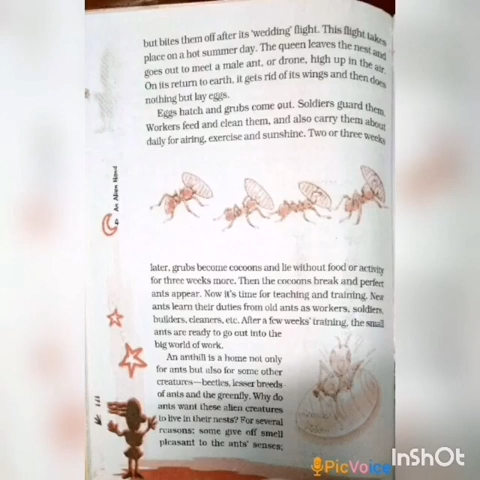 but bites them off after its 'wedding' flight. This flight takes
place on a hot summer day. The queen leaves the nest and
goes out to meet a male ant, or drone, high up in the air.
On its return to earth, it gets rid of its wings and then does
nothing but lay eggs.
Eggs hatch and grubs come out. Soldiers guard them.
Workers feed and clean them, and also carry them about
daily for airing, exercise and sunshine. Two or three weeks
An Alien Hand
later, grubs become cocoons and lie without food or activity
for three weeks more. Then the cocoons break and perfect
ants appear. Now it's time for teaching and training. New
ants learn their duties from old ants as workers, soldiers,
builders, cleaners, etc. After a few weeks' training, the small
ants are ready to go out into the
big world of work.
An anthill is a home not only
for ants but also for some other
creatures—beetles, lesser breeds
of ants and the greenfly. Why do
ants want these alien creatures
to live in their nests? For several
reasons: some give off smell
pleasant to the ants' senses;
PicVoice
InShOt